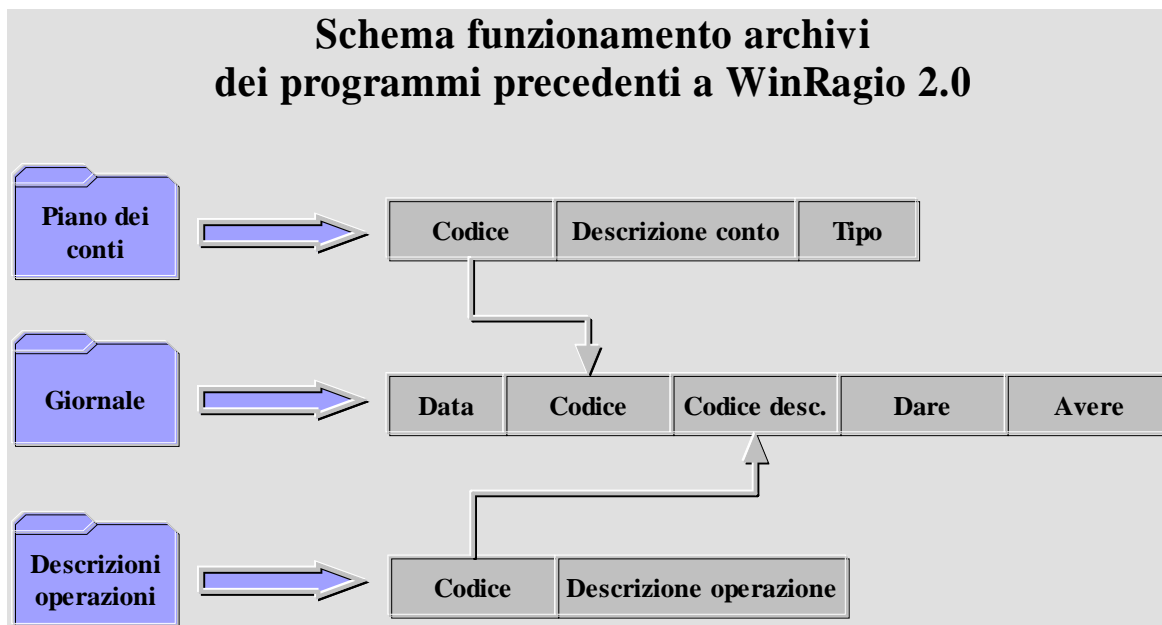 Schema funzionamento archivi
dei programmi precedenti a WinRagio 2.0
Piano dei
conti
Codice
Descrizione conto
Tipo
Giornale
Data
Codice
Codice desc.
Dare
Avere
Descrizioni
operazioni
Codice
Descrizione operazione